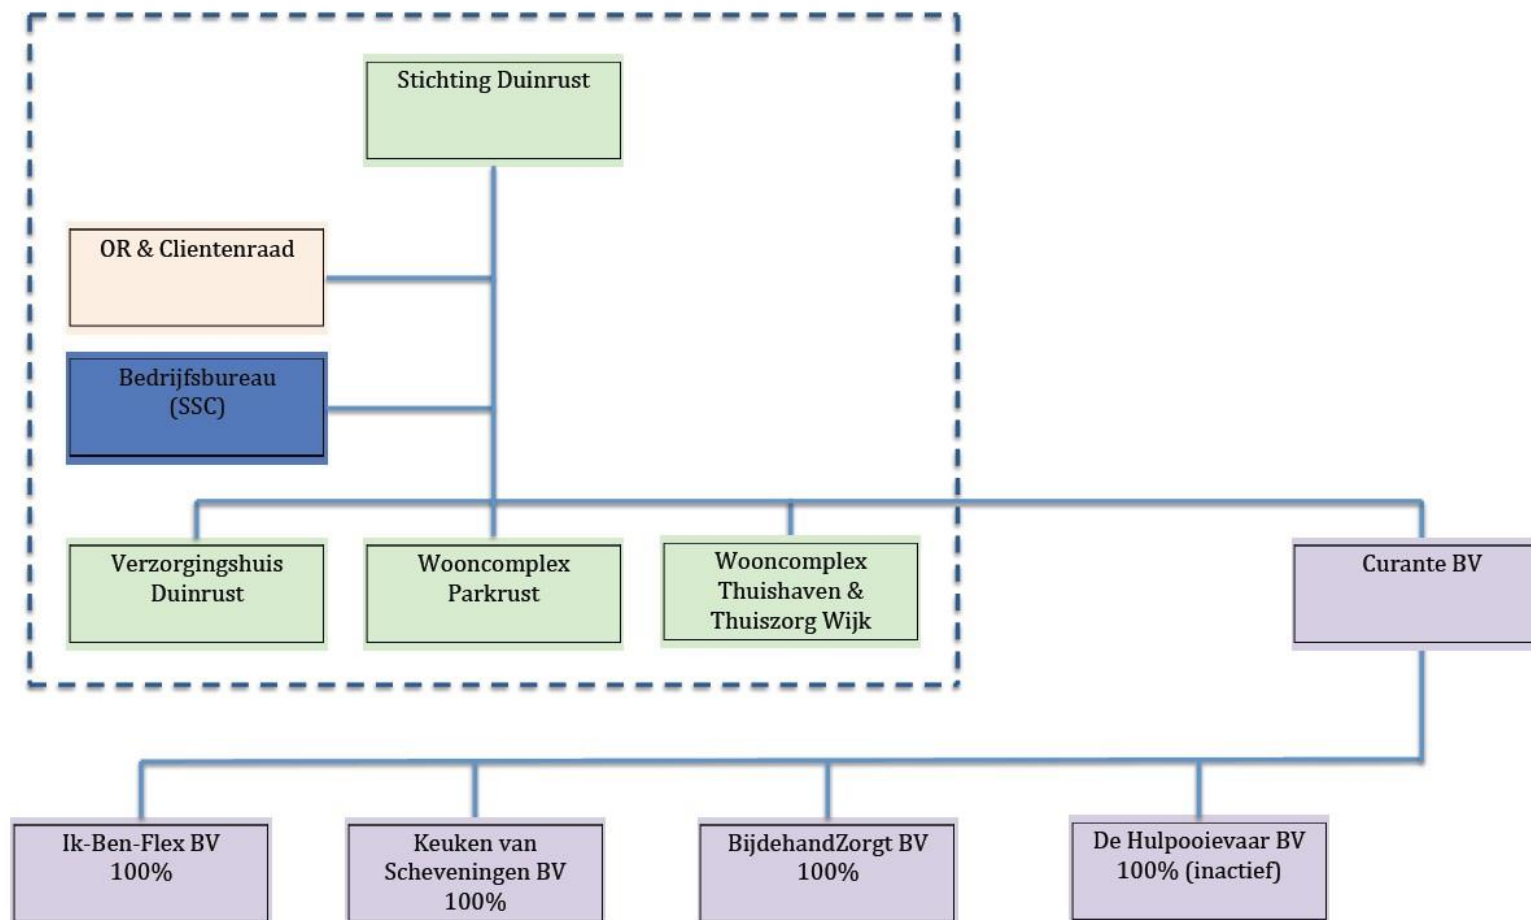 Stichting Duinrust
OR & Clientenraad
Bedrijfsbureau
(SSC)
Verzorgingshuis
Duinrust
Wooncomplex
Parkrust
Wooncomplex
Thuishaven &
Thuiszorg Wijk
Curante BV
Ik-Ben-Flex BV
100%
Keuken van
Scheveningen BV
100%
BijdehandZorgt BV
100%
De Hulpooievaar BV
100% (inactief)